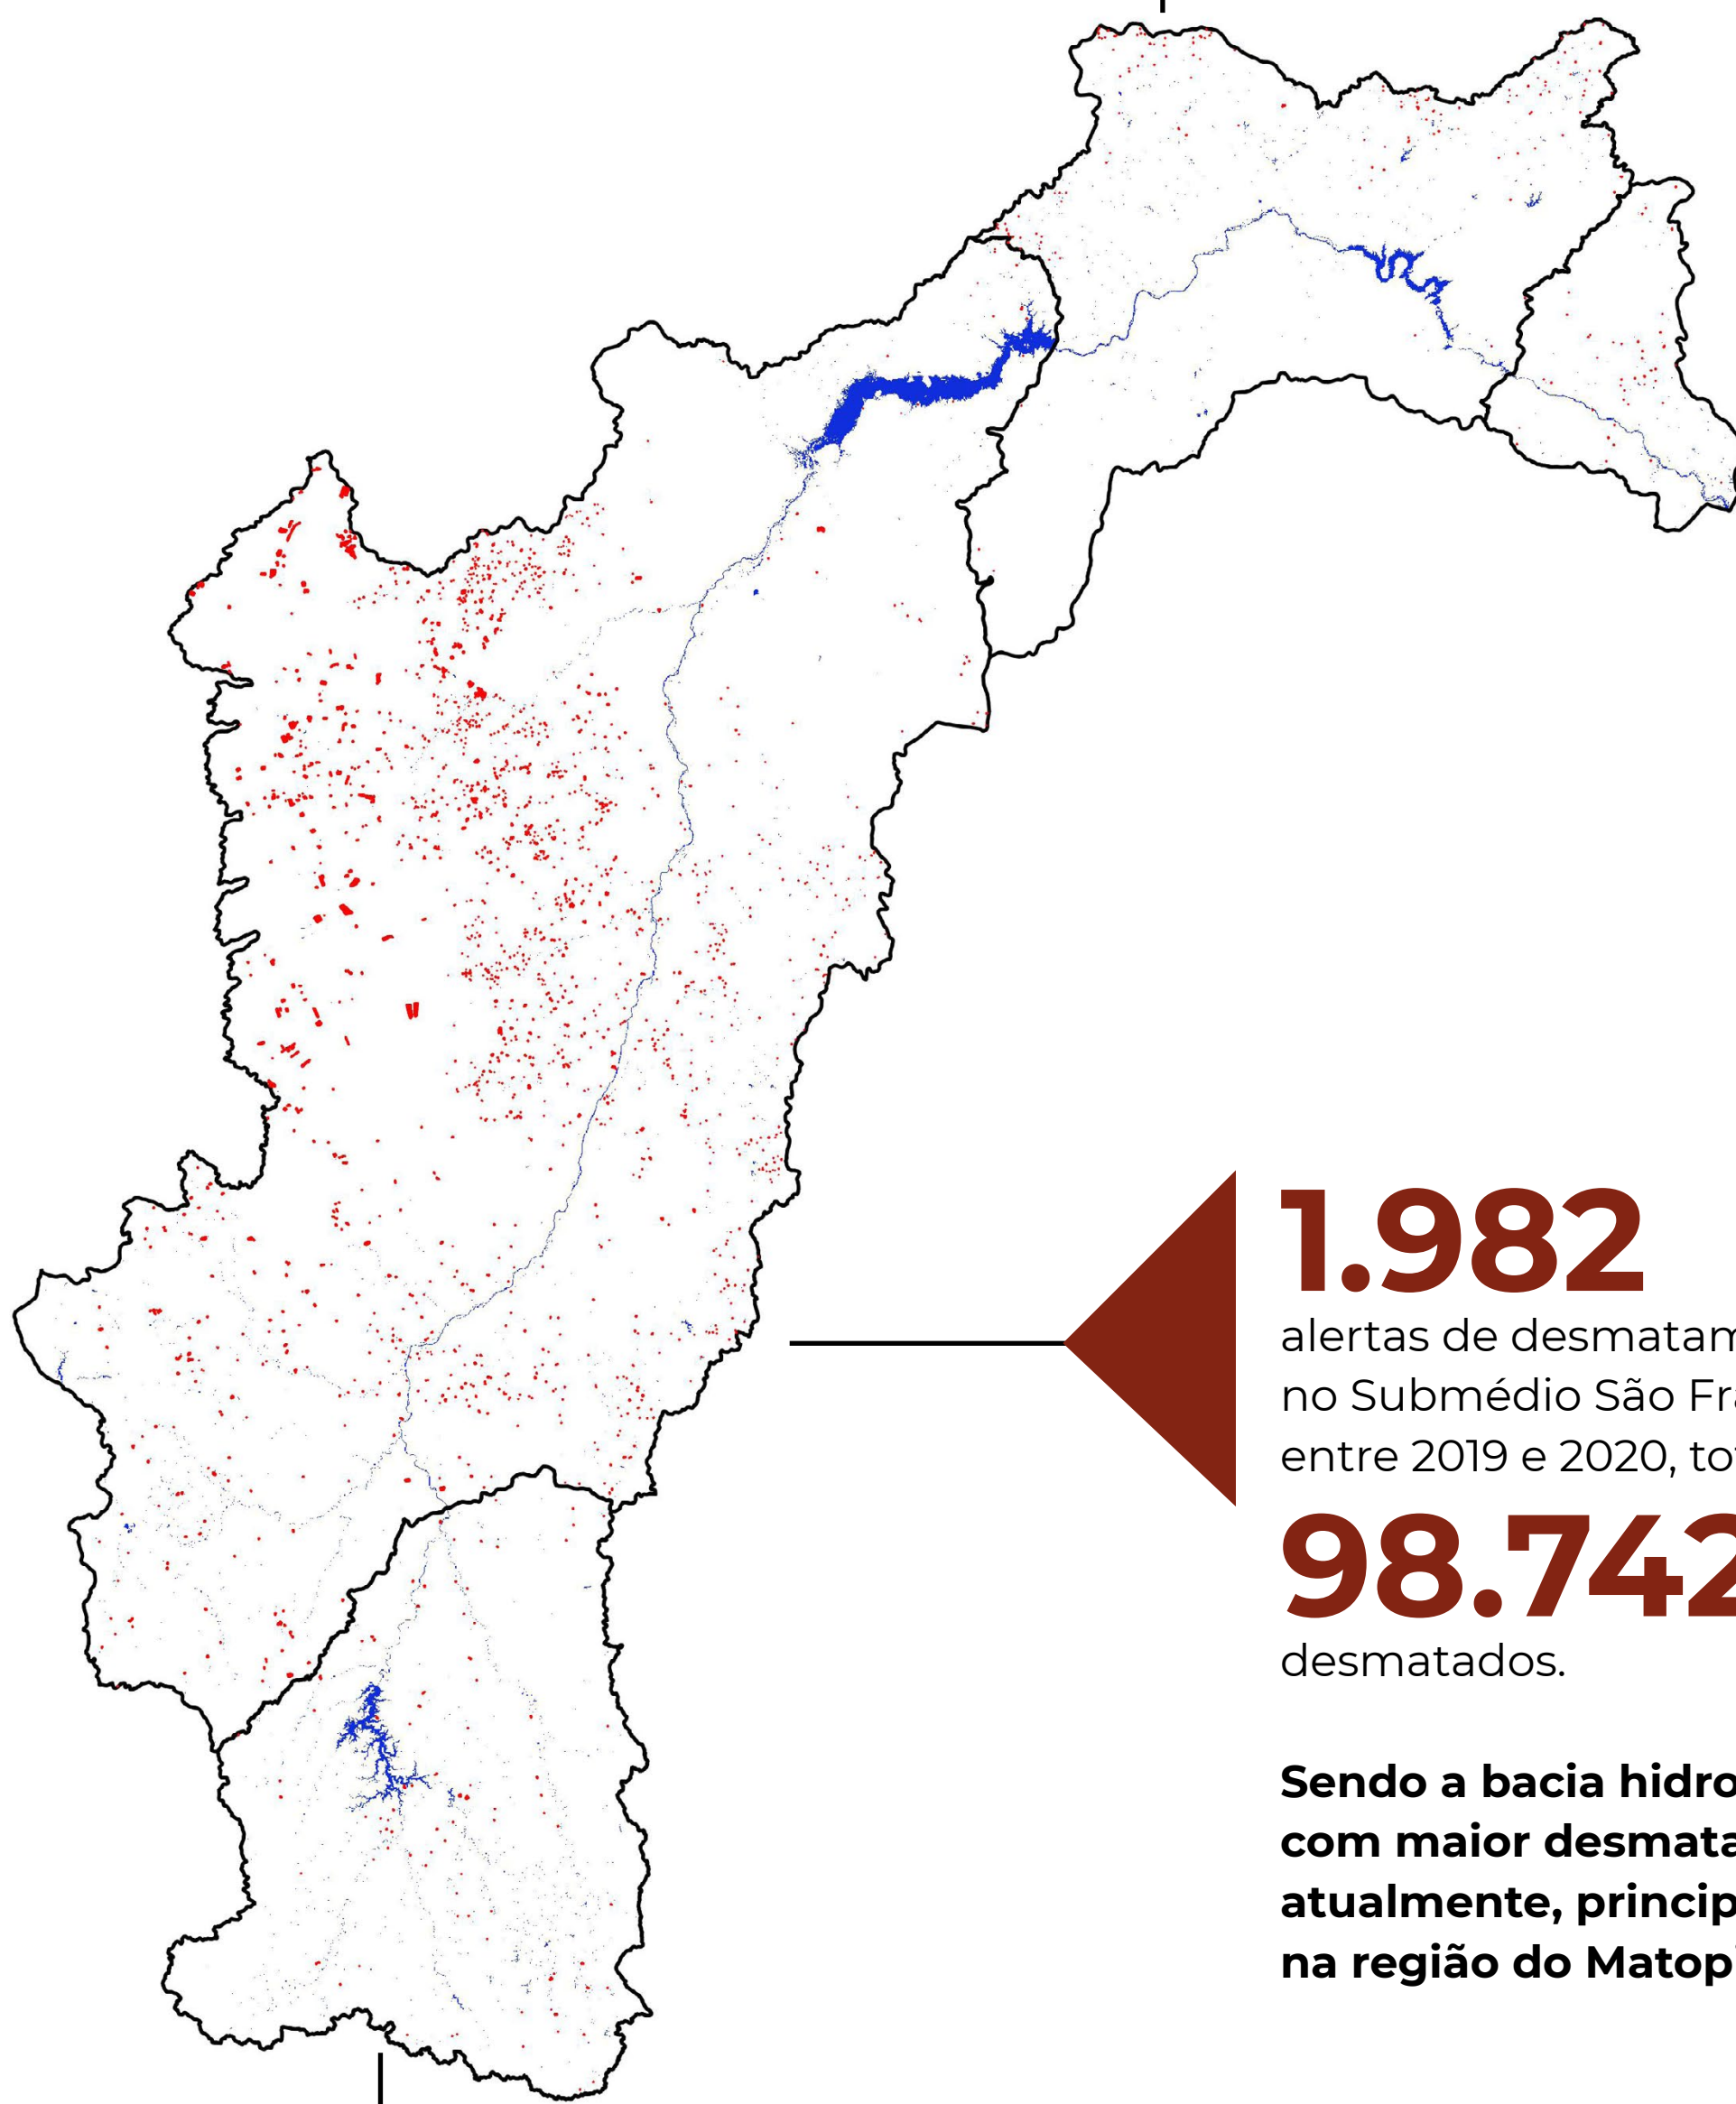 1.982
alertas de desmatam
no Submédio São Fra
entre 2019 e 2020, to
98.742
desmatados.
Sendo a bacia hidro
com maior desmata
atualmente, princip
na região do Matop